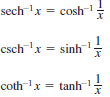 sech⁻¹x = cosh⁻¹ 1/x
csch⁻¹x = sinh⁻¹ 1/x
coth⁻¹x = tanh⁻¹ 1/x